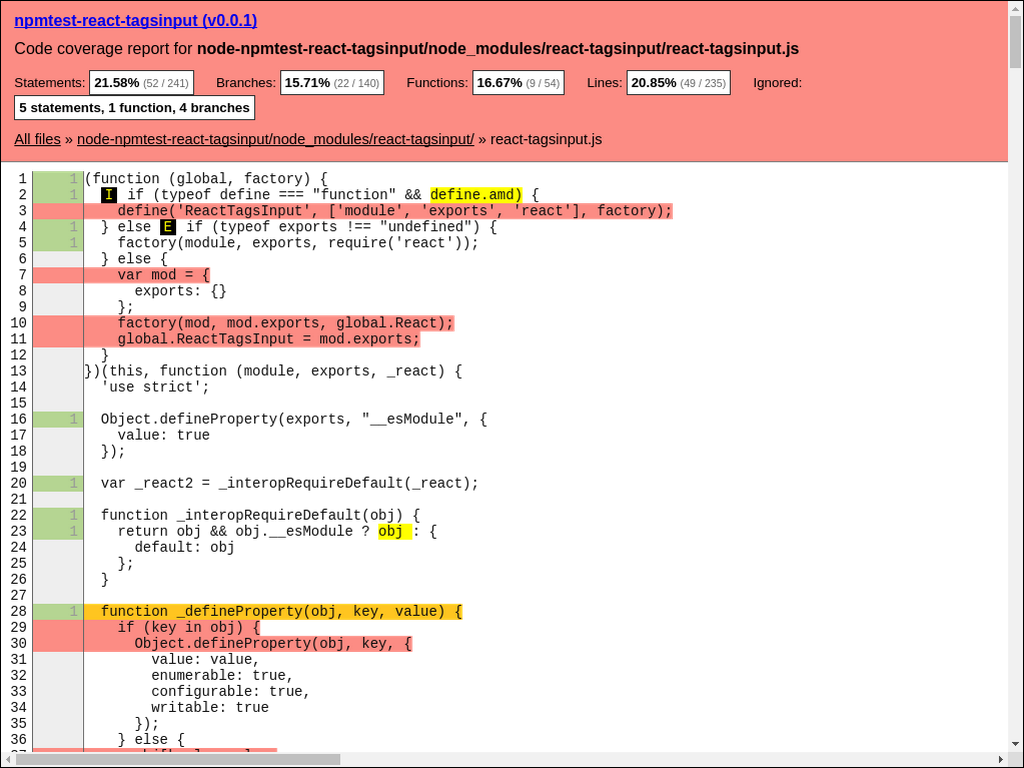 npmtest-react-tagsinput (v0.0.1)
Code coverage report for node-npmtest-react-tagsinput/node_modules/react-tagsinput/react-tagsinput.js
Statements: 21.58% (52 / 241) Branches: 15.71% (22 / 140) Functions: 16.67% (9 / 54) Lines: 20.85% (49 / 235) Ignored:
5 statements, 1 function, 4 branches
All files » node-npmtest-react-tagsinput/node_modules/react-tagsinput/ » react-tagsinput.js
1 1 (function (global, factory) {
2 1 I if (typeof define === "function" && define.amd) {
3 define('ReactTagsInput', ['module', 'exports', 'react'], factory);
4 1 } else E if (typeof exports !== "undefined") {
5 1 factory(module, exports, require('react'));
6 } else {
7 var mod = {
8 exports: {}
9 };
10 factory(mod, mod.exports, global.React);
11 global.ReactTagsInput = mod.exports;
12 }
13 })(this, function (module, exports, _react) {
14 'use strict';
15
16 1 Object.defineProperty(exports, "__esModule", {
17 value: true
18 });
19
20 1 var _react2 = _interopRequireDefault(_react);
21
22 1 function _interopRequireDefault(obj) {
23 1 return obj && obj.__esModule ? obj : {
24 default: obj
25 };
26 }
27
28 1 function _defineProperty(obj, key, value) {
29 if (key in obj) {
30 Object.defineProperty(obj, key, {
31 value: value,
32 enumerable: true,
33 configurable: true,
34 writable: true
35 });
36 } else {